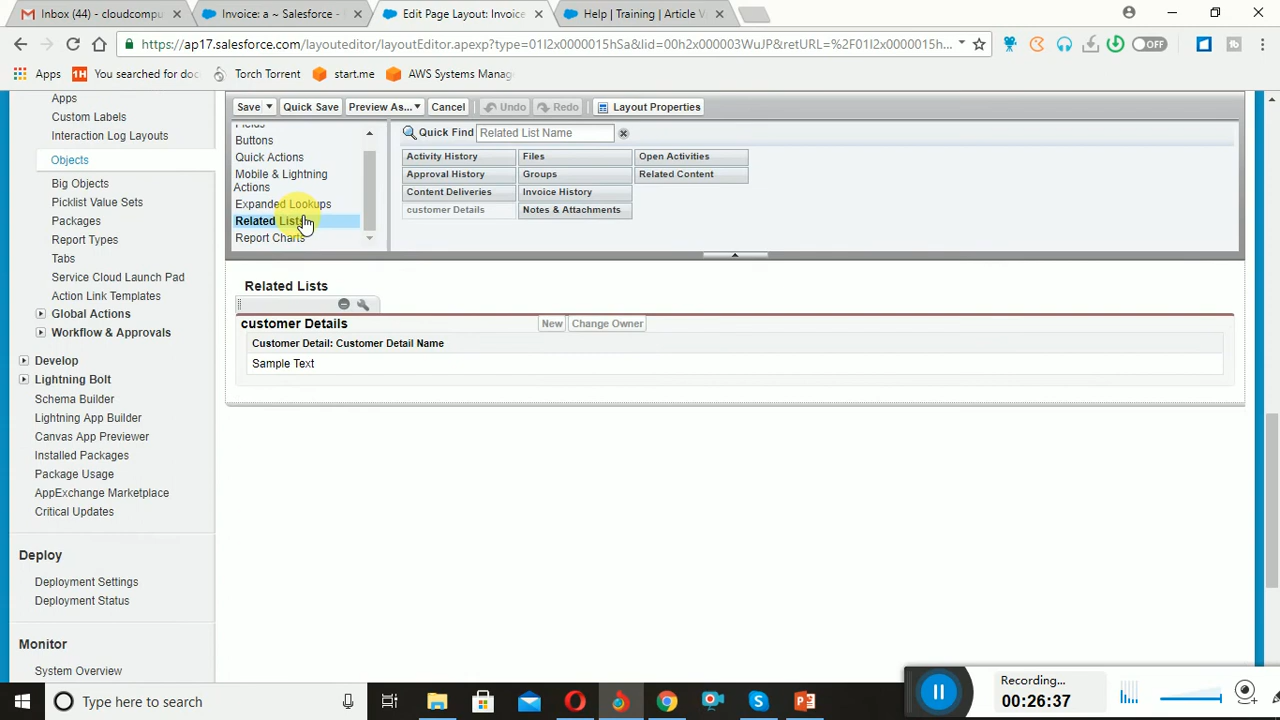 Inbox (44) - cloudcompu
Invoice: a ~ Salesforce -
Edit Page Layout: Invoice
Help | Training | Article V
https://ap17.salesforce.com/layouteditor/layoutEditor.apexp?type=01I2x0000015hSa&lid=00h2x000003WuJP&retURL=%2F01I2x0000015h...
OFF
Apps
1H
You searched for doc
Torch Torrent
start.me
AWS Systems Manag
Apps
Custom Labels
Interaction Log Layouts
Objects
Big Objects
Picklist Value Sets
Packages
Report Types
Tabs
Service Cloud Launch Pad
Action Link Templates
Global Actions
Workflow & Approvals
Develop
Lightning Bolt
Schema Builder
Lightning App Builder
Canvas App Previewer
Installed Packages
Package Usage
AppExchange Marketplace
Critical Updates
Deploy
Deployment Settings
Deployment Status
Monitor
System Overview
Save
Quick Save
Preview As...
Cancel
Undo
Redo
Layout Properties
Fields
Buttons
Quick Actions
Mobile & Lightning
Actions
Expanded Lookups
Related Lists
Report Charts
Quick Find
Related List Name
Activity History
Files
Open Activities
Approval History
Groups
Related Content
Content Deliveries
Invoice History
customer Details
Notes & Attachments
Related Lists
customer Details
New
Change Owner
Customer Detail: Customer Detail Name
Sample Text
Type here to search
Recording...
00:26:37